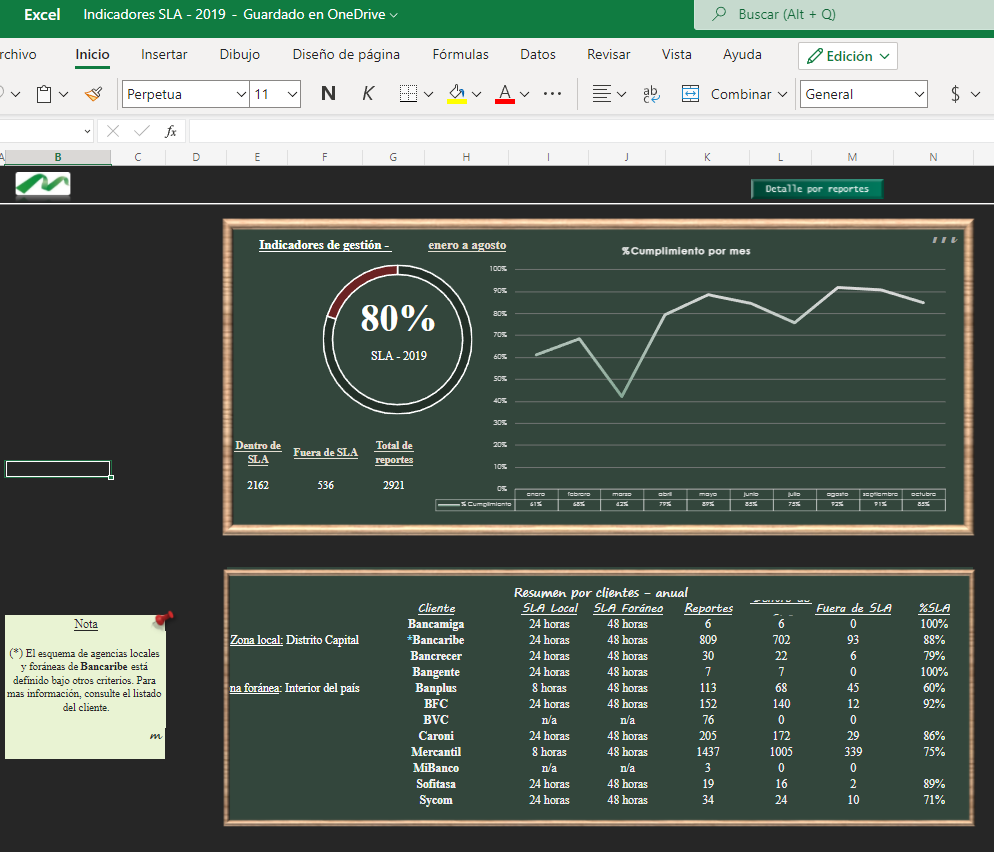 Excel Indicadores SLA - 2019 - Guardado en OneDrive
Buscar (Alt + Q)
rchivo Inicio Insertar Dibujo Diseño de página Fórmulas Datos Revisar Vista Ayuda Edición
Perpetua 11 N K A ab Combinar General $
fx
A B C D E F G H I J K L M N
Detalle por reportes
Indicadores de gestión - enero a agosto
%Cumplimiento por mes
80%
SLA - 2019
100%
90%
80%
70%
60%
50%
40%
30%
20%
10%
0%
Dentro de SLA Fuera de SLA Total de reportes
2162 536 2921
enero febrero marzo abril mayo junio julio agosto septiembre octubre
% Cumplimiento 61% 68% 42% 79% 89% 85% 75% 92% 91% 85%
Resumen por clientes - anual
Cliente SLA Local SLA Foráneo Reportes Fuera de SLA %SLA
Bancamiga 24 horas 48 horas 6 6 0 100%
*Bancaribe 24 horas 48 horas 809 702 93 88%
Bancrecer 24 horas 48 horas 30 22 6 79%
Bangente 24 horas 48 horas 7 7 0 100%
Banplus 8 horas 48 horas 113 68 45 60%
BFC 24 horas 48 horas 152 140 12 92%
BVC n/a n/a 76 0 0
Caroni 24 horas 48 horas 205 172 29 86%
Mercantil 8 horas 48 horas 1437 1005 339 75%
MiBanco n/a n/a 3 0 0
Sofitasa 24 horas 48 horas 19 16 2 89%
Sycom 24 horas 48 horas 34 24 10 71%
Zona local: Distrito Capital
na foránea: Interior del país
Nota
(*) El esquema de agencias locales
y foráneas de Bancaribe está
definido bajo otros criterios. Para
mas información, consulte el listado
del cliente.
m